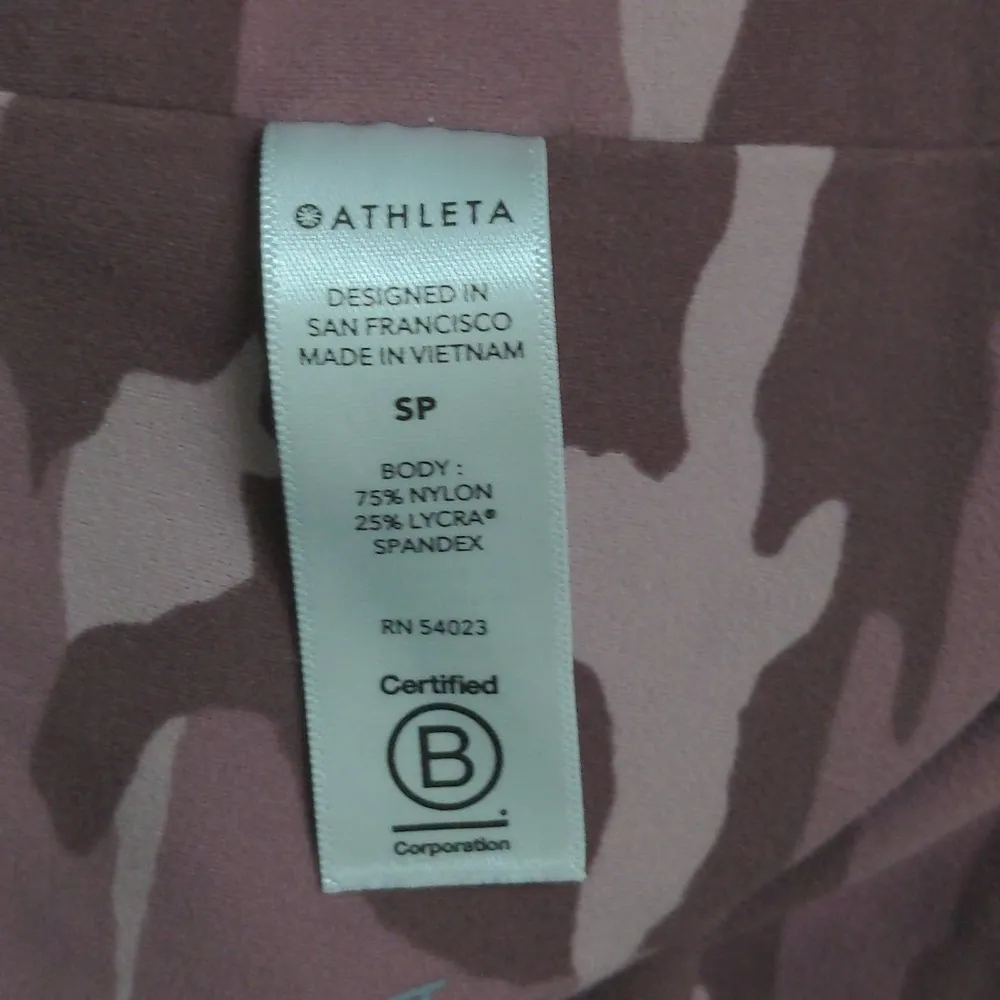 ATHLETA
DESIGNED IN
SAN FRANCISCO
MADE IN VIETNAM
SP
BODY :
75% NYLON
25% LYCRA®
SPANDEX
RN 54023
Certified
B
Corporation